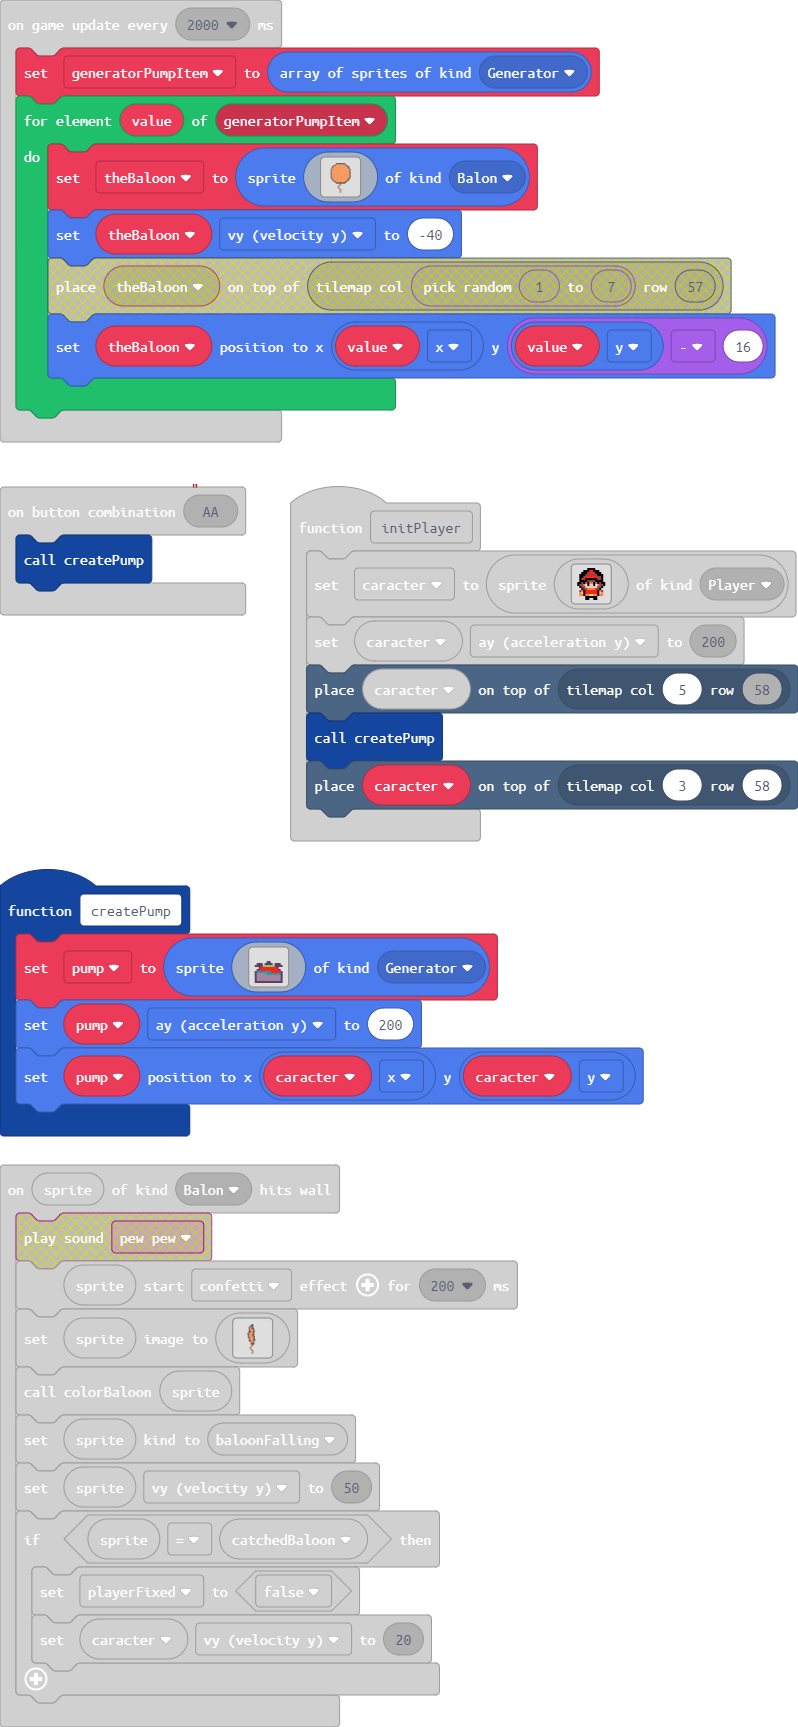 on game update every 2000 ms
set generatorPumpItem to array of sprites of kind Generator
for element value of generatorPumpItem
do
set theBaloon to sprite of kind Balon
set theBaloon vy (velocity y) to -40
place theBaloon on top of tilemap col pick random 1 to 7 row 57
set theBaloon position to x value x y value y - 16
"
on button combination AA
call createPump
function initPlayer
set caracter to sprite of kind Player
set caracter ay (acceleration y) to 200
place caracter on top of tilemap col 5 row 58
call createPump
place caracter on top of tilemap col 3 row 58
function createPump
set pump to sprite of kind Generator
set pump ay (acceleration y) to 200
set pump position to x caracter x y caracter y
on sprite of kind Balon hits wall
play sound pew pew
sprite start confetti effect for 200 ms
set sprite image to
call colorBaloon sprite
set sprite kind to baloonFalling
set sprite vy (velocity y) to 50
if sprite = catchedBaloon then
set playerFixed to false
set caracter vy (velocity y) to 20